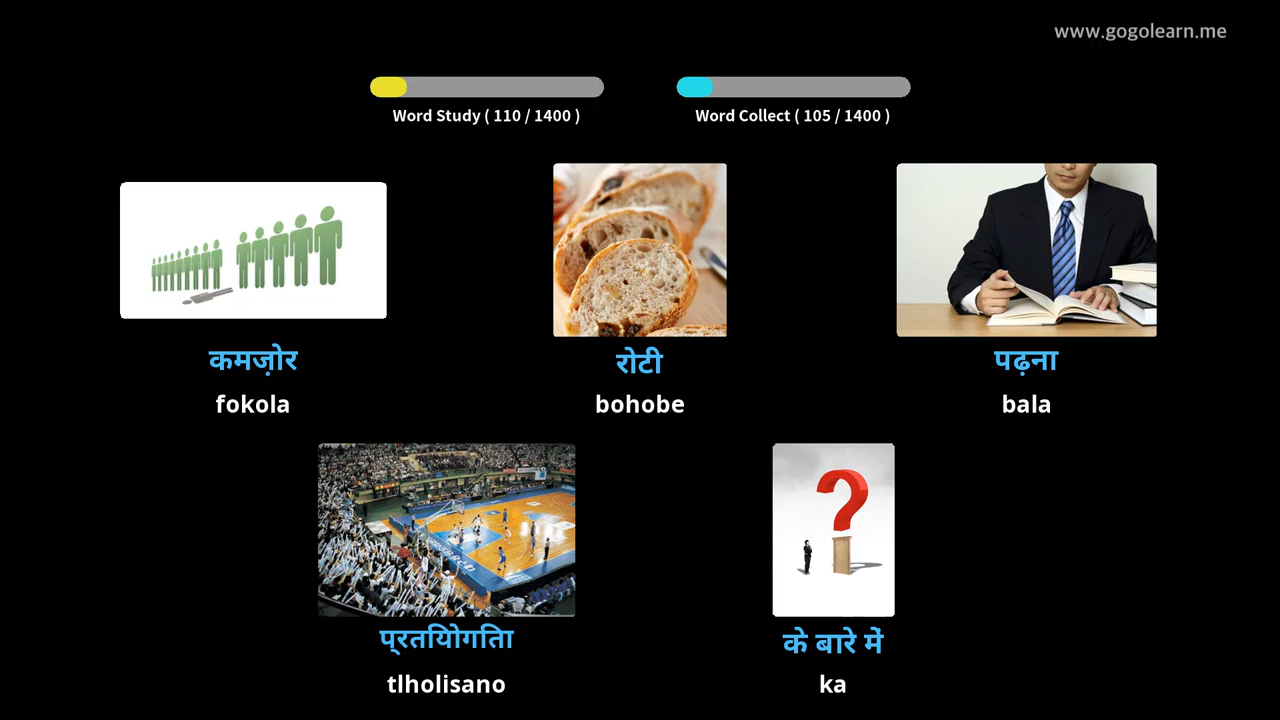 www.gogolearn.me
Word Study ( 110 / 1400 )
Word Collect ( 105 / 1400 )
कमज़ोर
रोटी
पढ़ना
fokola
bohobe
bala
प्रतियोगिता
के बारे में
tlholisano
ka